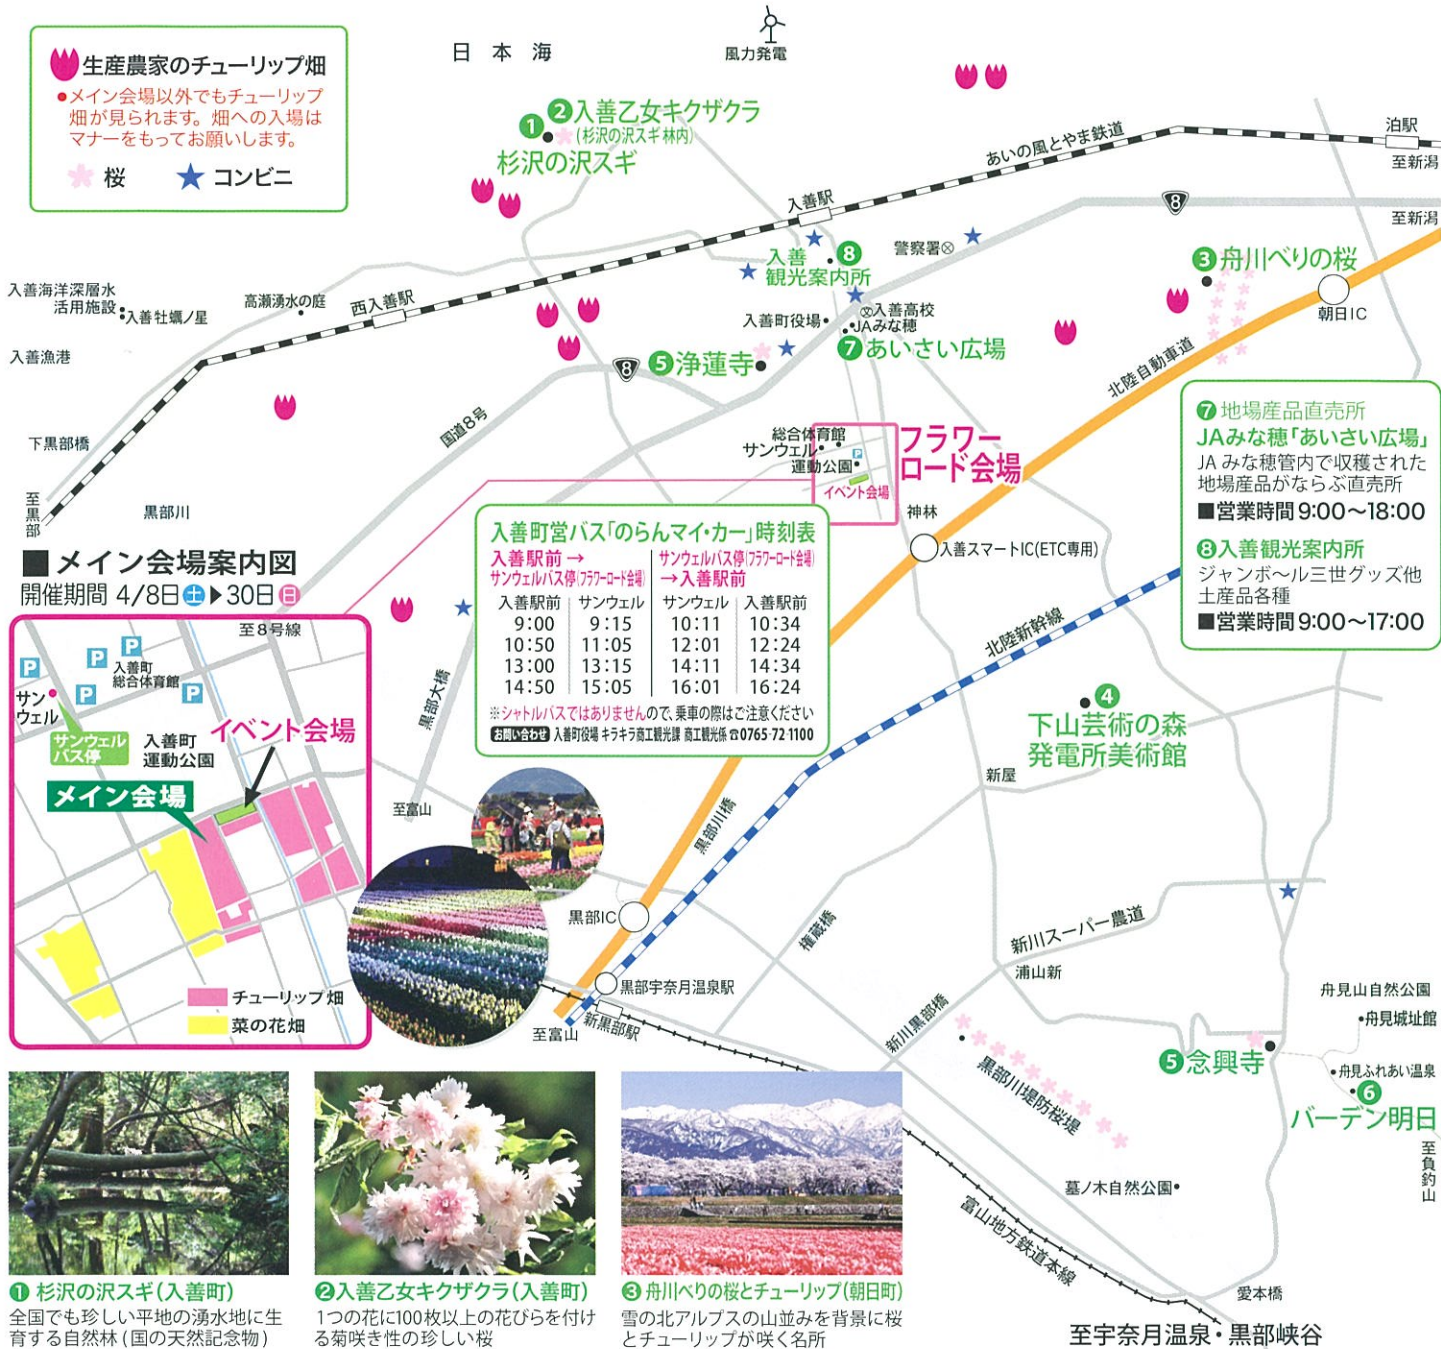 生産農家のチューリップ畑
●メイン会場以外でもチューリップ
畑が見られます。畑への入場は
マナーをもってお願いします。
桜
コンビニ
日本海
風力発電
②入善乙女キクザクラ
(杉沢の沢スギ林内)
①
杉沢の沢スギ
あいの風とやま鉄道
泊駅
至新潟
入善駅
8
至新潟
警察署
入善
観光案内所
⑧
③舟川べりの桜
朝日IC
入善海洋深層水
活用施設
入善牡蠣ノ星
高瀬湧水の庭
西入善駅
入善漁港
入善町役場
入善高校
JAみな穂
⑦あいさい広場
8
⑤浄蓮寺
北陸自動車道
国道8号
下黒部橋
至黒部
黒部川
総合体育館
サンウェル
運動公園
P
イベント会場
フラワー
ロード会場
神林
入善スマートIC(ETC専用)
⑦地場産品直売所
JAみな穂「あいさい広場」
JA みな穂管内で収穫された
地場産品がならぶ直売所
■営業時間 9:00〜18:00
⑧入善観光案内所
ジャンボ〜ル三世グッズ他
土産品各種
■営業時間 9:00〜17:00
入善町営バス「のらんマイ・カー」時刻表
入善駅前→
サンウェルバス停(フラワーロード会場)
サンウェルバス停(フラワーロード会場)
→入善駅前
入善駅前 サンウェル サンウェル 入善駅前
9:00 9:15 10:11 10:34
10:50 11:05 12:01 12:24
13:00 13:15 14:11 14:34
14:50 15:05 16:01 16:24
※シャトルバスではありませんので、乗車の際はご注意ください
お問い合わせ 入善町役場 キラキラ商工観光課 商工観光係 ☎0765-72-1100
■メイン会場案内図
開催期間 4/8日土▶30日日
至8号線
P
P
P
P
P
入善町
総合体育館
サン
ウェル
サンウェル
バス停
入善町
運動公園
イベント会場
メイン会場
チューリップ畑
菜の花畑
黒部大橋
至富山
北陸新幹線
④
下山芸術の森
発電所美術館
新屋
黒部川橋
黒部IC
権蔵橋
新川スーパー農道
浦山新
黒部宇奈月温泉駅
新黒部駅
至富山
新川黒部橋
黒部川堤防桜堤
舟見山自然公園
舟見城址館
⑤念興寺
舟見ふれあい温泉
⑥
バーデン明日
至負釣山
墓ノ木自然公園
富山地方鉄道本線
愛本橋
至宇奈月温泉・黒部峡谷
①杉沢の沢スギ(入善町)
全国でも珍しい平地の湧水地に生
育する自然林(国の天然記念物)
②入善乙女キクザクラ(入善町)
1つの花に100枚以上の花びらを付け
る菊咲き性の珍しい桜
③舟川べりの桜とチューリップ(朝日町)
雪の北アルプスの山並みを背景に桜
とチューリップが咲く名所